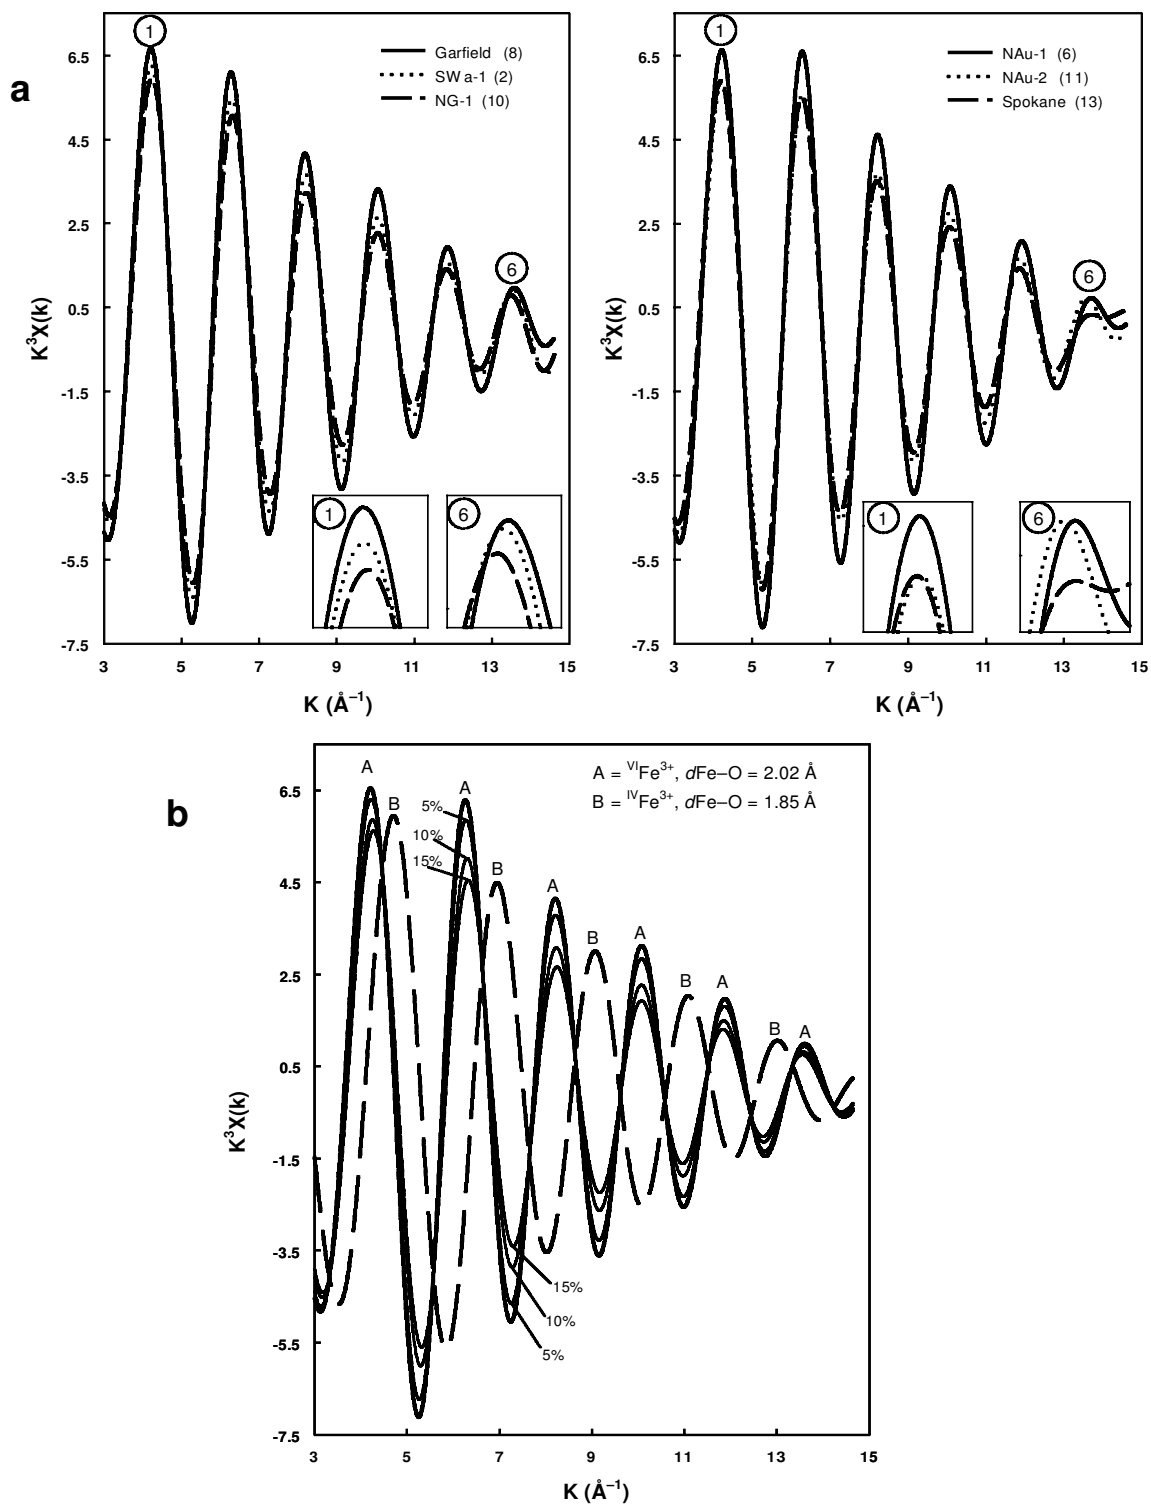 a
1
Garfield (8)
SWa-1 (2)
NG-1 (10)
6.5
4.5
2.5
0.5
-1.5
-3.5
-5.5
-7.5
K³X(k)
6
1
6
3 5 7 9 11 13 15
K (Å⁻¹)
1
NAu-1 (6)
NAu-2 (11)
Spokane (13)
6.5
4.5
2.5
0.5
-1.5
-3.5
-5.5
-7.5
K³X(k)
6
1
6
3 5 7 9 11 13 15
K (Å⁻¹)
b
A = ⱽᴵFe³⁺, dFe–O = 2.02 Å
B = ᴵⱽFe³⁺, dFe–O = 1.85 Å
A B A B A B A B A B A
5%
10%
15%
15%
10%
5%
6.5
4.5
2.5
0.5
-1.5
-3.5
-5.5
-7.5
K³X(k)
3 5 7 9 11 13 15
K (Å⁻¹)